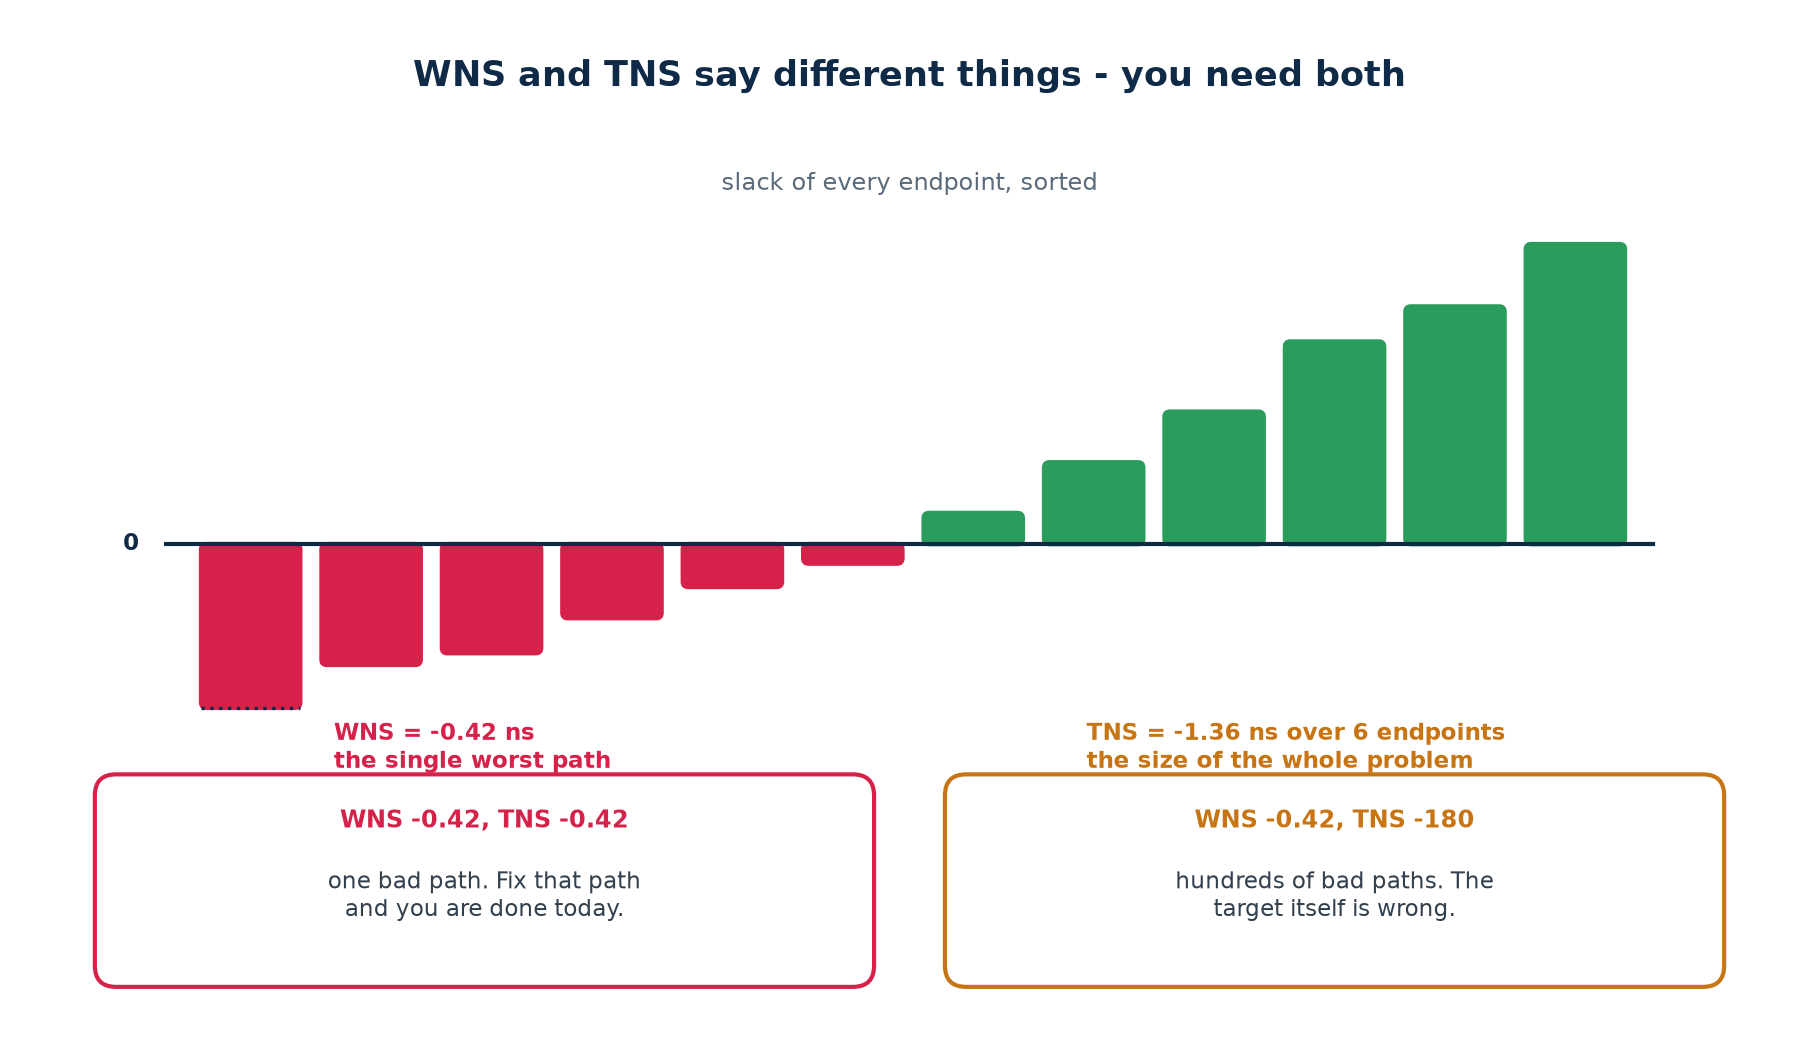 WNS and TNS say different things - you need both
slack of every endpoint, sorted
0
WNS = -0.42 ns
the single worst path
TNS = -1.36 ns over 6 endpoints
the size of the whole problem
WNS -0.42, TNS -0.42
one bad path. Fix that path
and you are done today.
WNS -0.42, TNS -180
hundreds of bad paths. The
target itself is wrong.